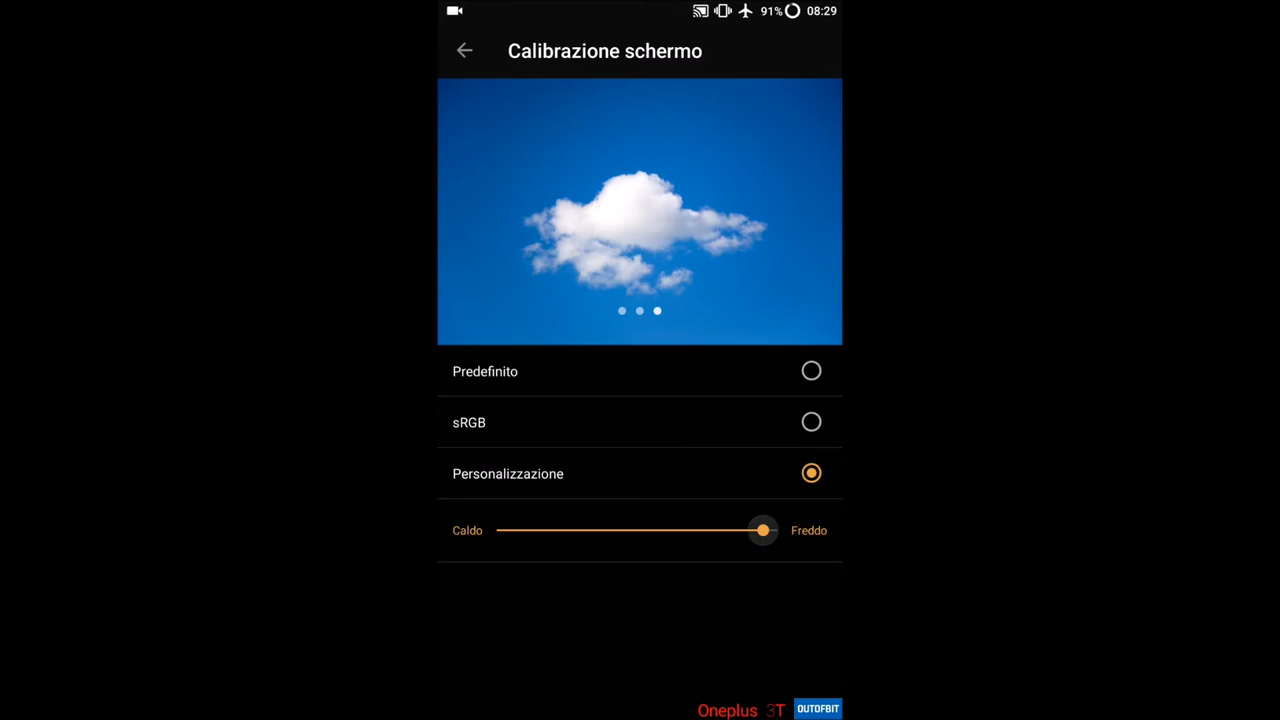 91% 08:29
Calibrazione schermo
Predefinito
sRGB
Personalizzazione
Caldo Freddo
Oneplus 3T OUTOFBIT